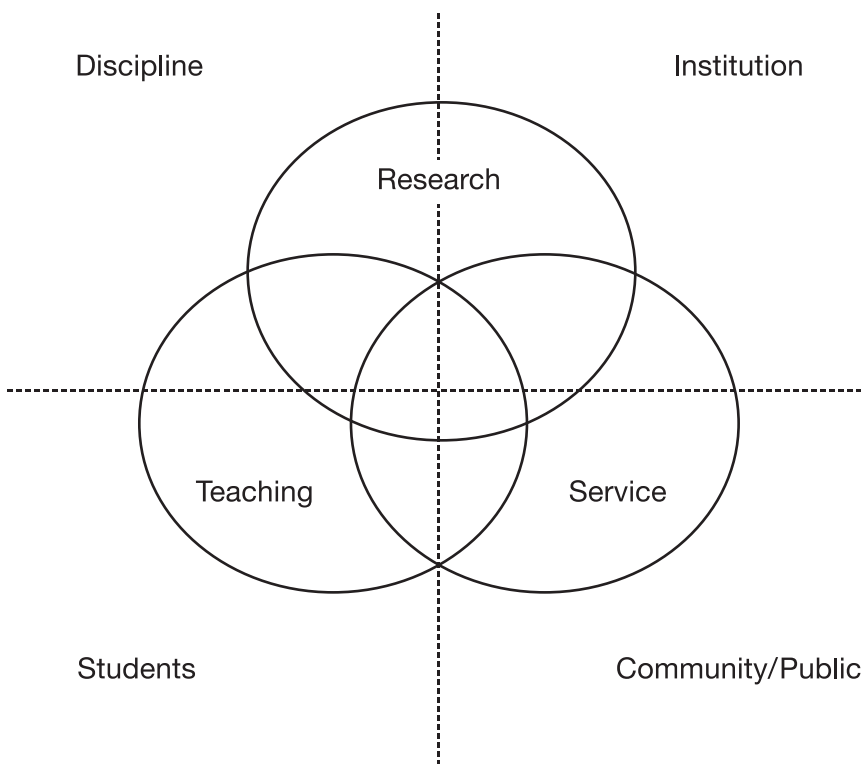 Discipline
Institution
Research
Teaching
Service
Students
Community/Public